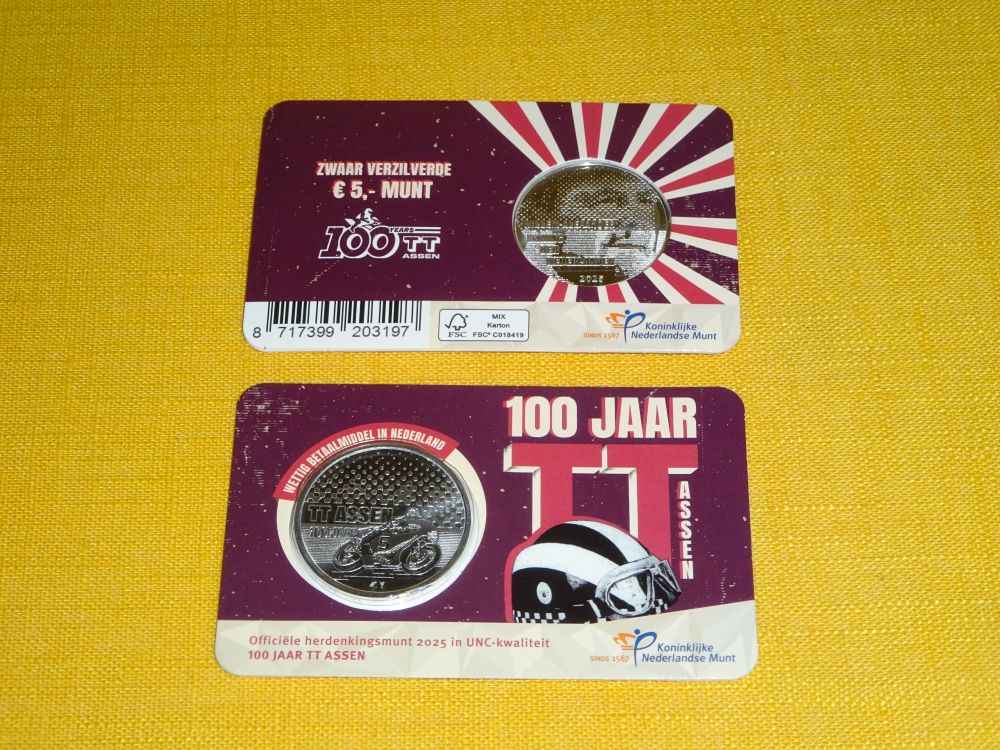 ZWAAR VERZILVERDE
€ 5,- MUNT
100 YEARS TT
ASSEN
2025
8 717399 203197
FSC
MIX
Karton
FSC® C018419
SINDS 1567
Koninklijke
Nederlandse Munt
WETTIG BETAALMIDDEL IN NEDERLAND
TT ASSEN
5
100 JAAR
TT
ASSEN
Officiële herdenkingsmunt 2025 in UNC-kwaliteit
100 JAAR TT ASSEN
SINDS 1567
Koninklijke
Nederlandse Munt